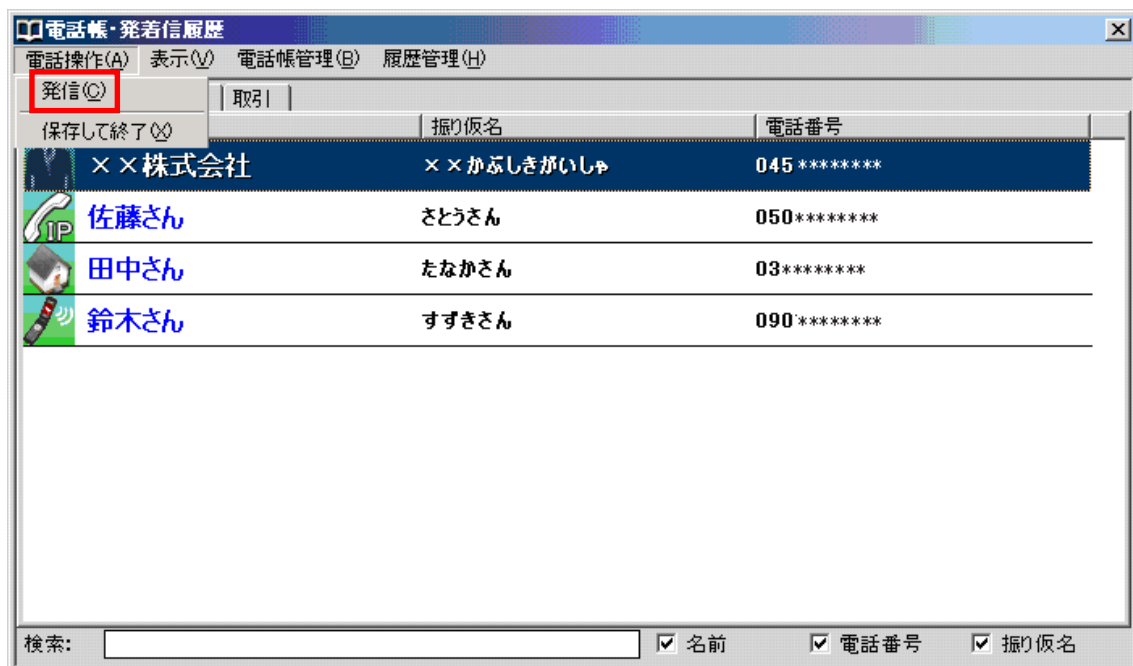 電話帳・発着信履歴
電話操作(A) 表示(V) 電話帳管理(B) 履歴管理(H)
発信(C)
取引
保存して終了(X)
振り仮名 電話番号
××株式会社 ××かぶしきがいしゃ 045********
IP 佐藤さん さとうさん 050********
田中さん たなかさん 03********
鈴木さん すずきさん 090********
検索: 名前 電話番号 振り仮名